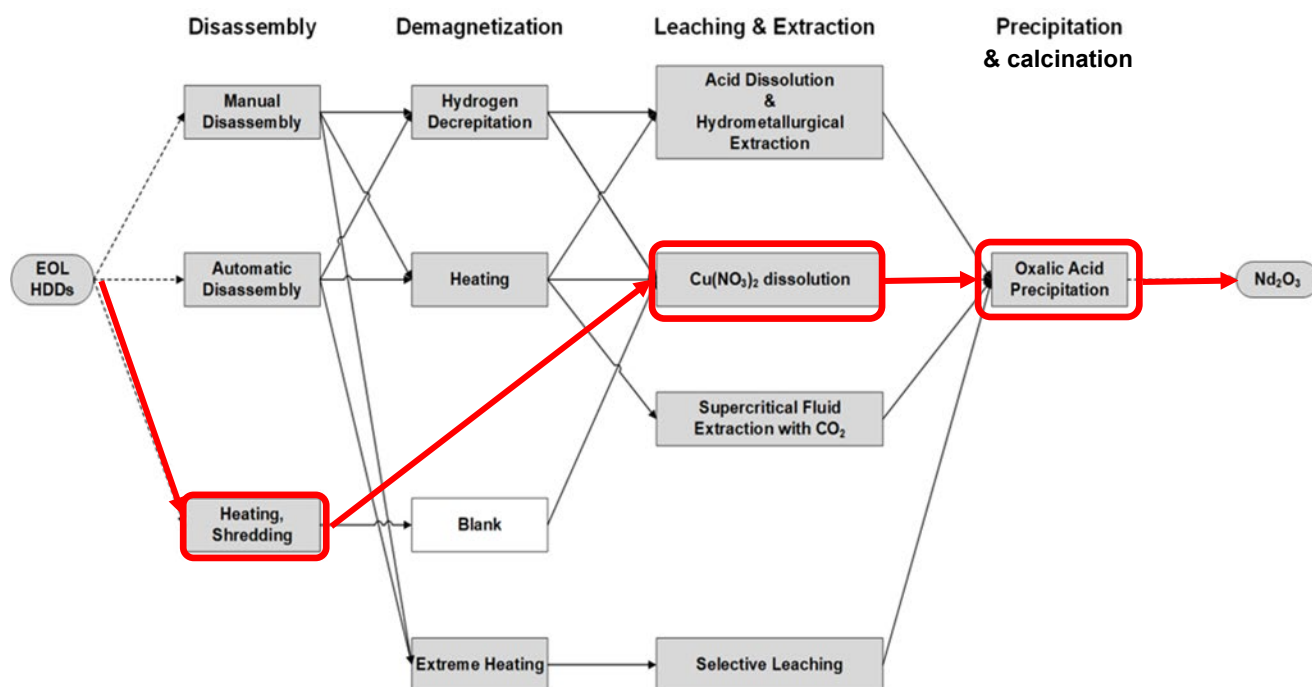 Disassembly
Demagnetization
Leaching & Extraction
Precipitation
& calcination
Manual
Disassembly
Hydrogen
Decrepitation
Acid Dissolution
&
Hydrometallurgical
Extraction
EOL
HDDs
Automatic
Disassembly
Heating
Cu(NO₃)₂ dissolution
Oxalic Acid
Precipitation
Nd₂O₃
Supercritical Fluid
Extraction with CO₂
Heating,
Shredding
Blank
Extreme Heating
Selective Leaching